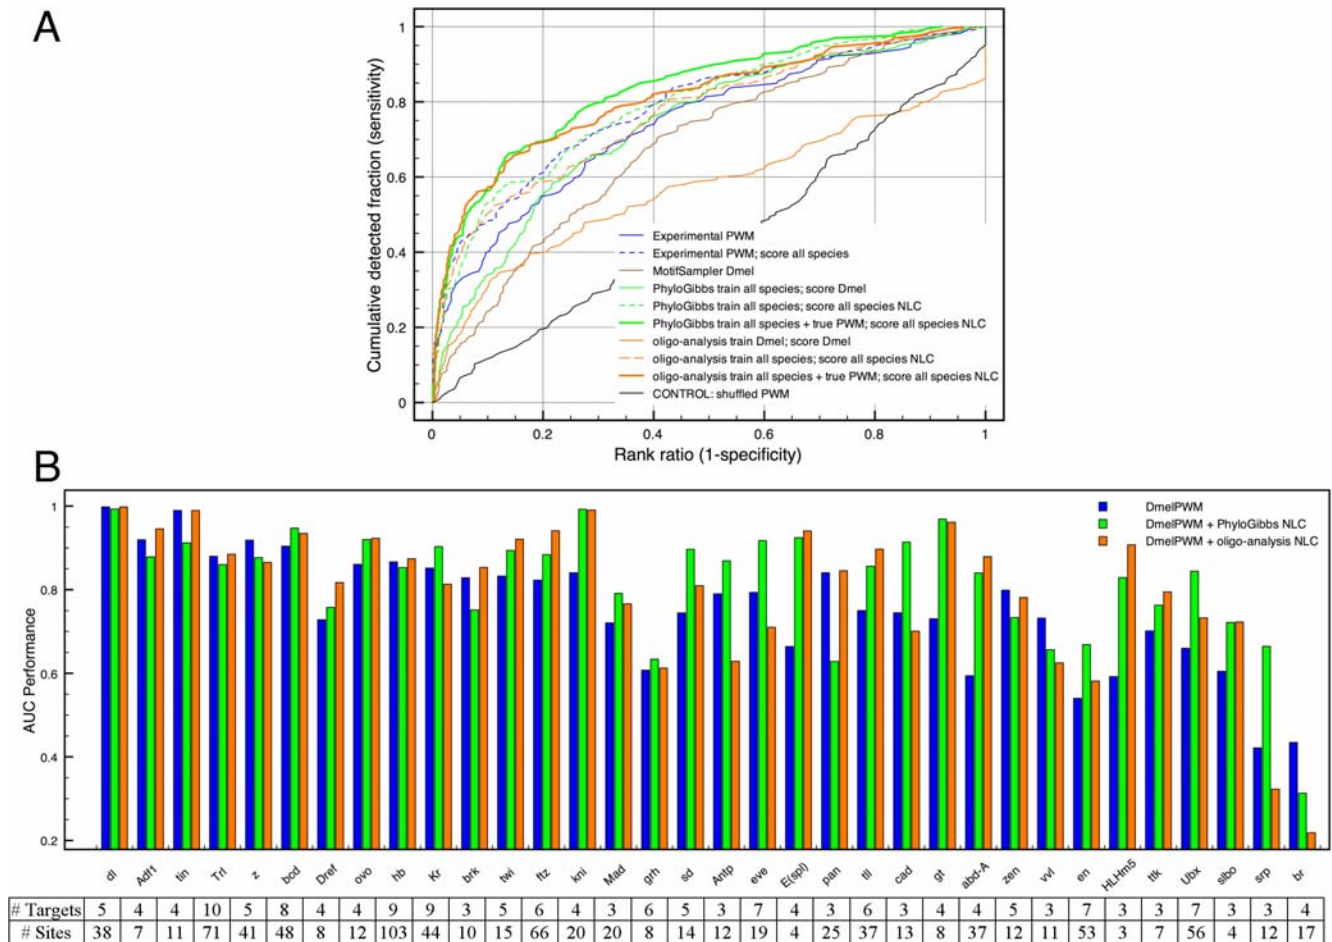 A
1
0.8
0.6
0.4
0.2
0
Cumulative detected fraction (sensitivity)
Experimental PWM
Experimental PWM; score all species
MotifSampler Dmel
PhyloGibbs train all species; score Dmel
PhyloGibbs train all species; score all species NLC
PhyloGibbs train all species + true PWM; score all species NLC
oligo-analysis train Dmel; score Dmel
oligo-analysis train all species; score all species NLC
oligo-analysis train all species + true PWM; score all species NLC
CONTROL: shuffled PWM
0 0.2 0.4 0.6 0.8 1
Rank ratio (1-specificity)
B
1
0.8
0.6
0.4
0.2
AUC Performance
DmelPWM
DmelPWM + PhyloGibbs NLC
DmelPWM + oligo-analysis NLC
dl Adf1 tin Trl z bcd Dref ovo hb Kr brk twi ftz kni Mad grh sd Antp eve E(spl) pan tll cad gt abd-A zen vvl en HLHm5 ttk Ubx slbo srp br
# Targets 5 4 4 10 5 8 4 4 9 9 3 5 6 4 3 6 5 3 7 4 3 6 3 4 4 5 3 7 3 3 7 3 3 4
# Sites 38 7 11 71 41 48 8 12 103 44 10 15 66 20 20 8 14 12 19 4 25 37 13 8 37 12 11 53 3 7 56 10 12 17